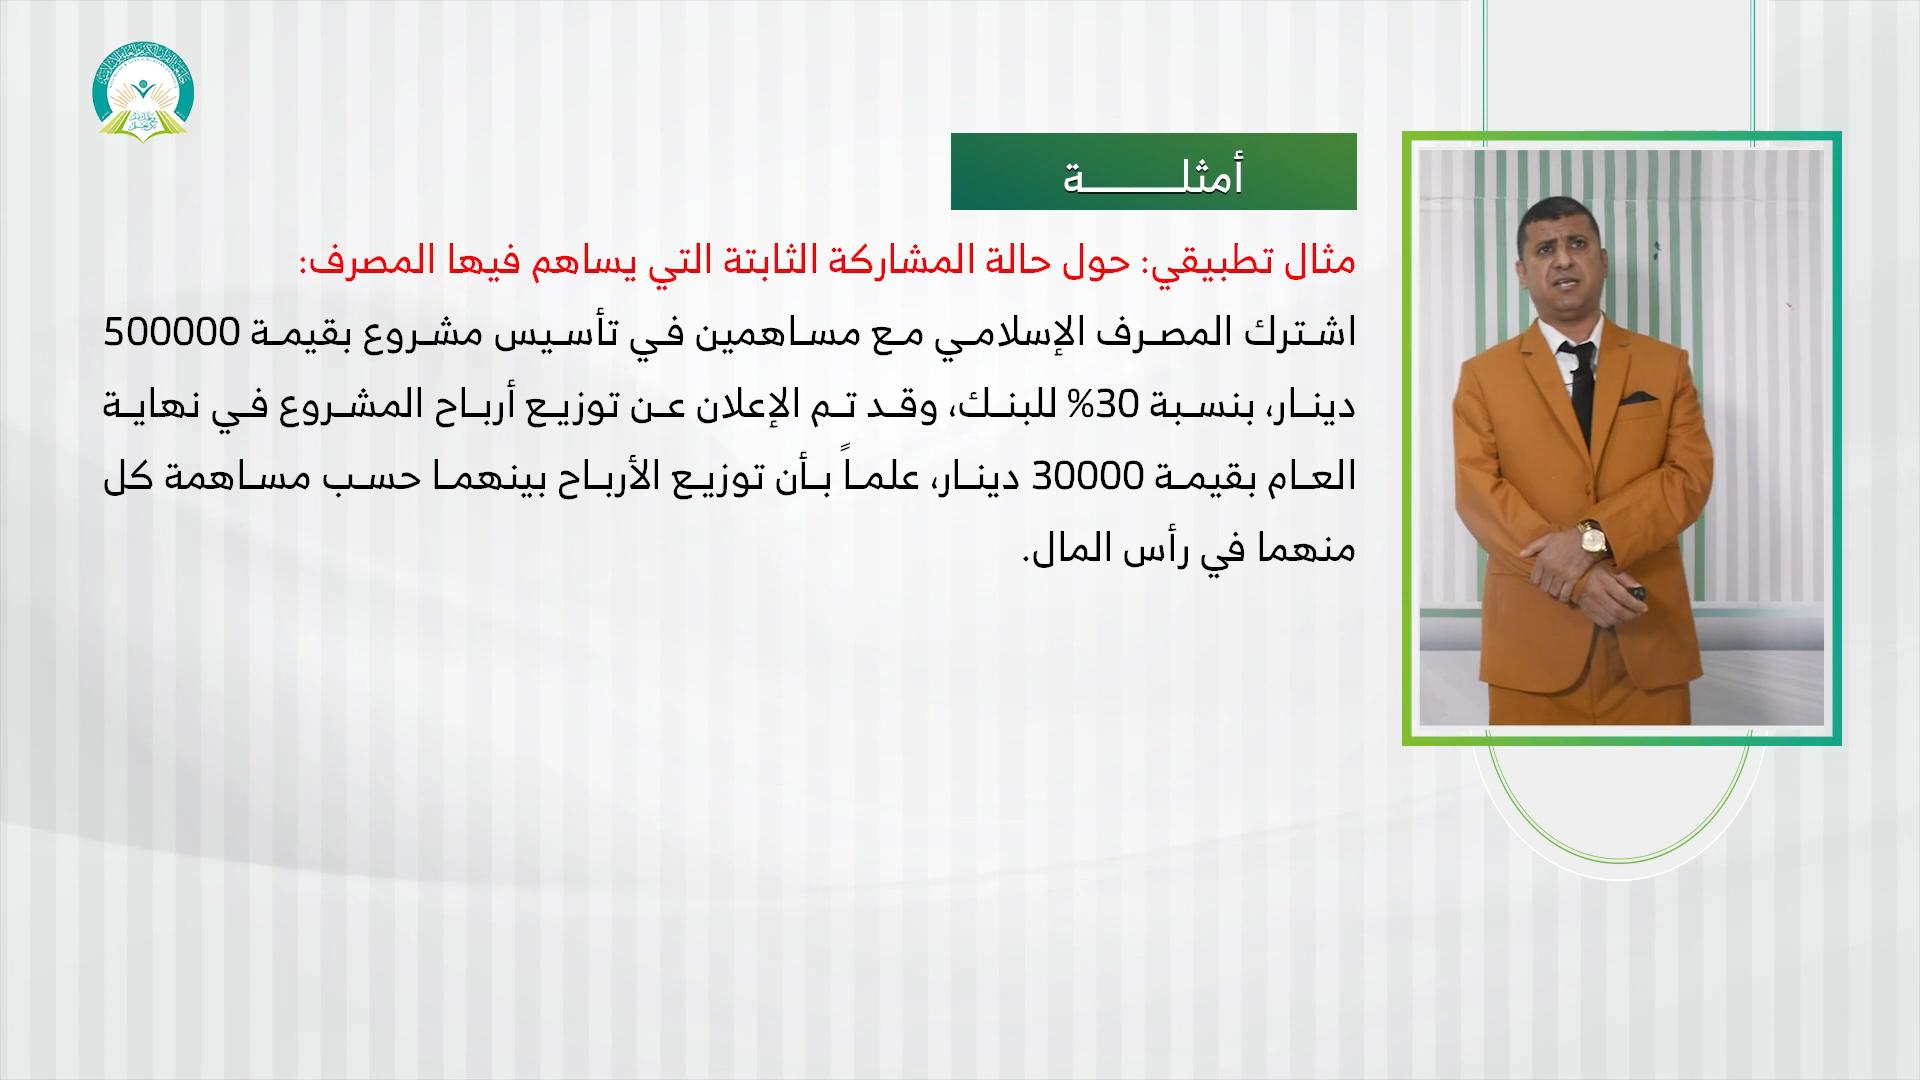 أمثلة
مثال تطبيقي: حول حالة المشاركة الثابتة التي يساهم فيها المصرف:
اشترك المصرف الإسلامي مع مساهمين في تأسيس مشروع بقيمة 500000
دينار، بنسبة 30% للبنك، وقد تم الإعلان عن توزيع أرباح المشروع في نهاية
العام بقيمة 30000 دينار، علماً بأن توزيع الأرباح بينهما حسب مساهمة كل
منهما في رأس المال.